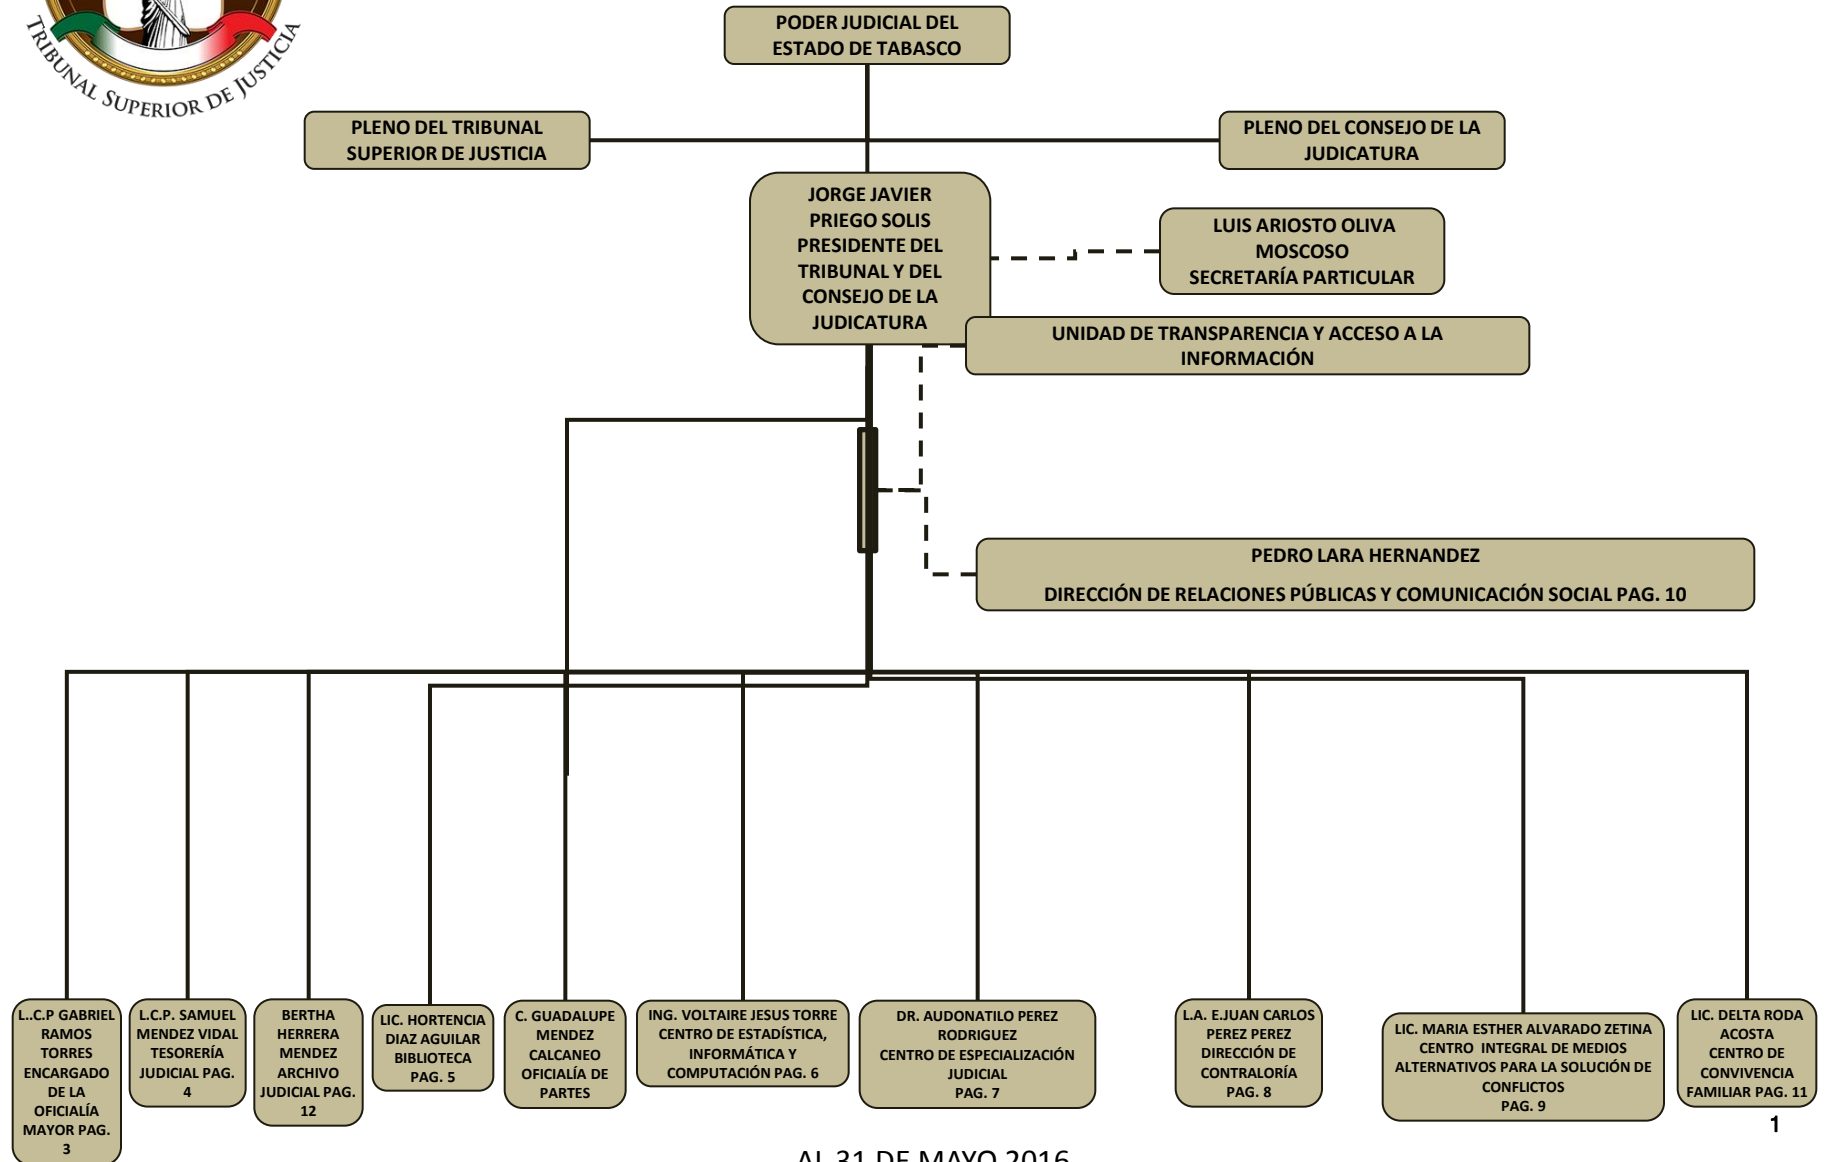 TRIBUNAL SUPERIOR DE JUSTICIA
PODER JUDICIAL DEL
ESTADO DE TABASCO
PLENO DEL TRIBUNAL
SUPERIOR DE JUSTICIA
PLENO DEL CONSEJO DE LA
JUDICATURA
JORGE JAVIER
PRIEGO SOLIS
PRESIDENTE DEL
TRIBUNAL Y DEL
CONSEJO DE LA
JUDICATURA
LUIS ARIOSTO OLIVA
MOSCOSO
SECRETARÍA PARTICULAR
UNIDAD DE TRANSPARENCIA Y ACCESO A LA
INFORMACIÓN
PEDRO LARA HERNANDEZ
DIRECCIÓN DE RELACIONES PÚBLICAS Y COMUNICACIÓN SOCIAL PAG. 10
L..C.P GABRIEL
RAMOS
TORRES
ENCARGADO
DE LA
OFICIALÍA
MAYOR PAG.
3
L.C.P. SAMUEL
MENDEZ VIDAL
TESORERÍA
JUDICIAL PAG.
4
BERTHA
HERRERA
MENDEZ
ARCHIVO
JUDICIAL PAG.
12
LIC. HORTENCIA
DIAZ AGUILAR
BIBLIOTECA
PAG. 5
C. GUADALUPE
MENDEZ
CALCANEO
OFICIALÍA DE
PARTES
ING. VOLTAIRE JESUS TORRE
CENTRO DE ESTADÍSTICA,
INFORMÁTICA Y
COMPUTACIÓN PAG. 6
DR. AUDONATILO PEREZ
RODRIGUEZ
CENTRO DE ESPECIALIZACIÓN
JUDICIAL
PAG. 7
L.A. E.JUAN CARLOS
PEREZ PEREZ
DIRECCIÓN DE
CONTRALORÍA
PAG. 8
LIC. MARIA ESTHER ALVARADO ZETINA
CENTRO INTEGRAL DE MEDIOS
ALTERNATIVOS PARA LA SOLUCIÓN DE
CONFLICTOS
PAG. 9
LIC. DELTA RODA
ACOSTA
CENTRO DE
CONVIVENCIA
FAMILIAR PAG. 11
1
AL 31 DE MAYO 2016